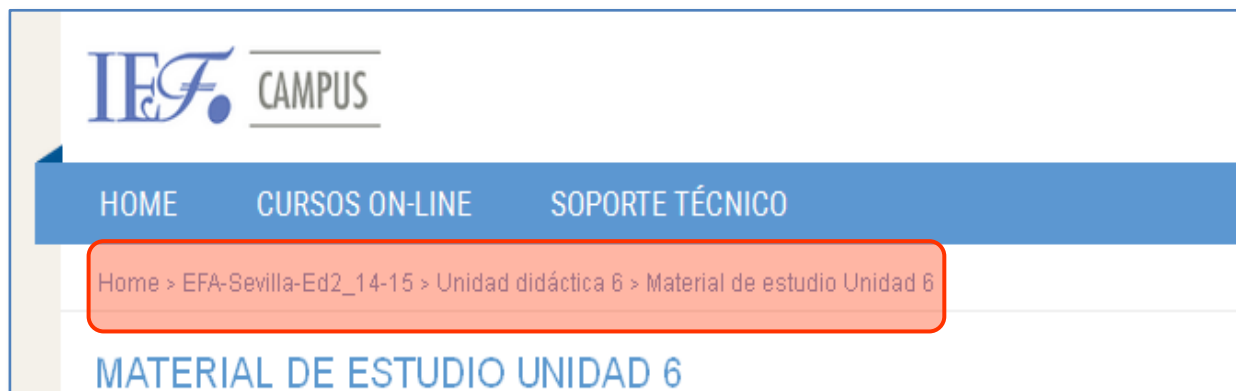 IEF. CAMPUS
HOME CURSOS ON-LINE SOPORTE TÉCNICO
Home > EFA-Sevilla-Ed2_14-15 > Unidad didáctica 6 > Material de estudio Unidad 6
MATERIAL DE ESTUDIO UNIDAD 6